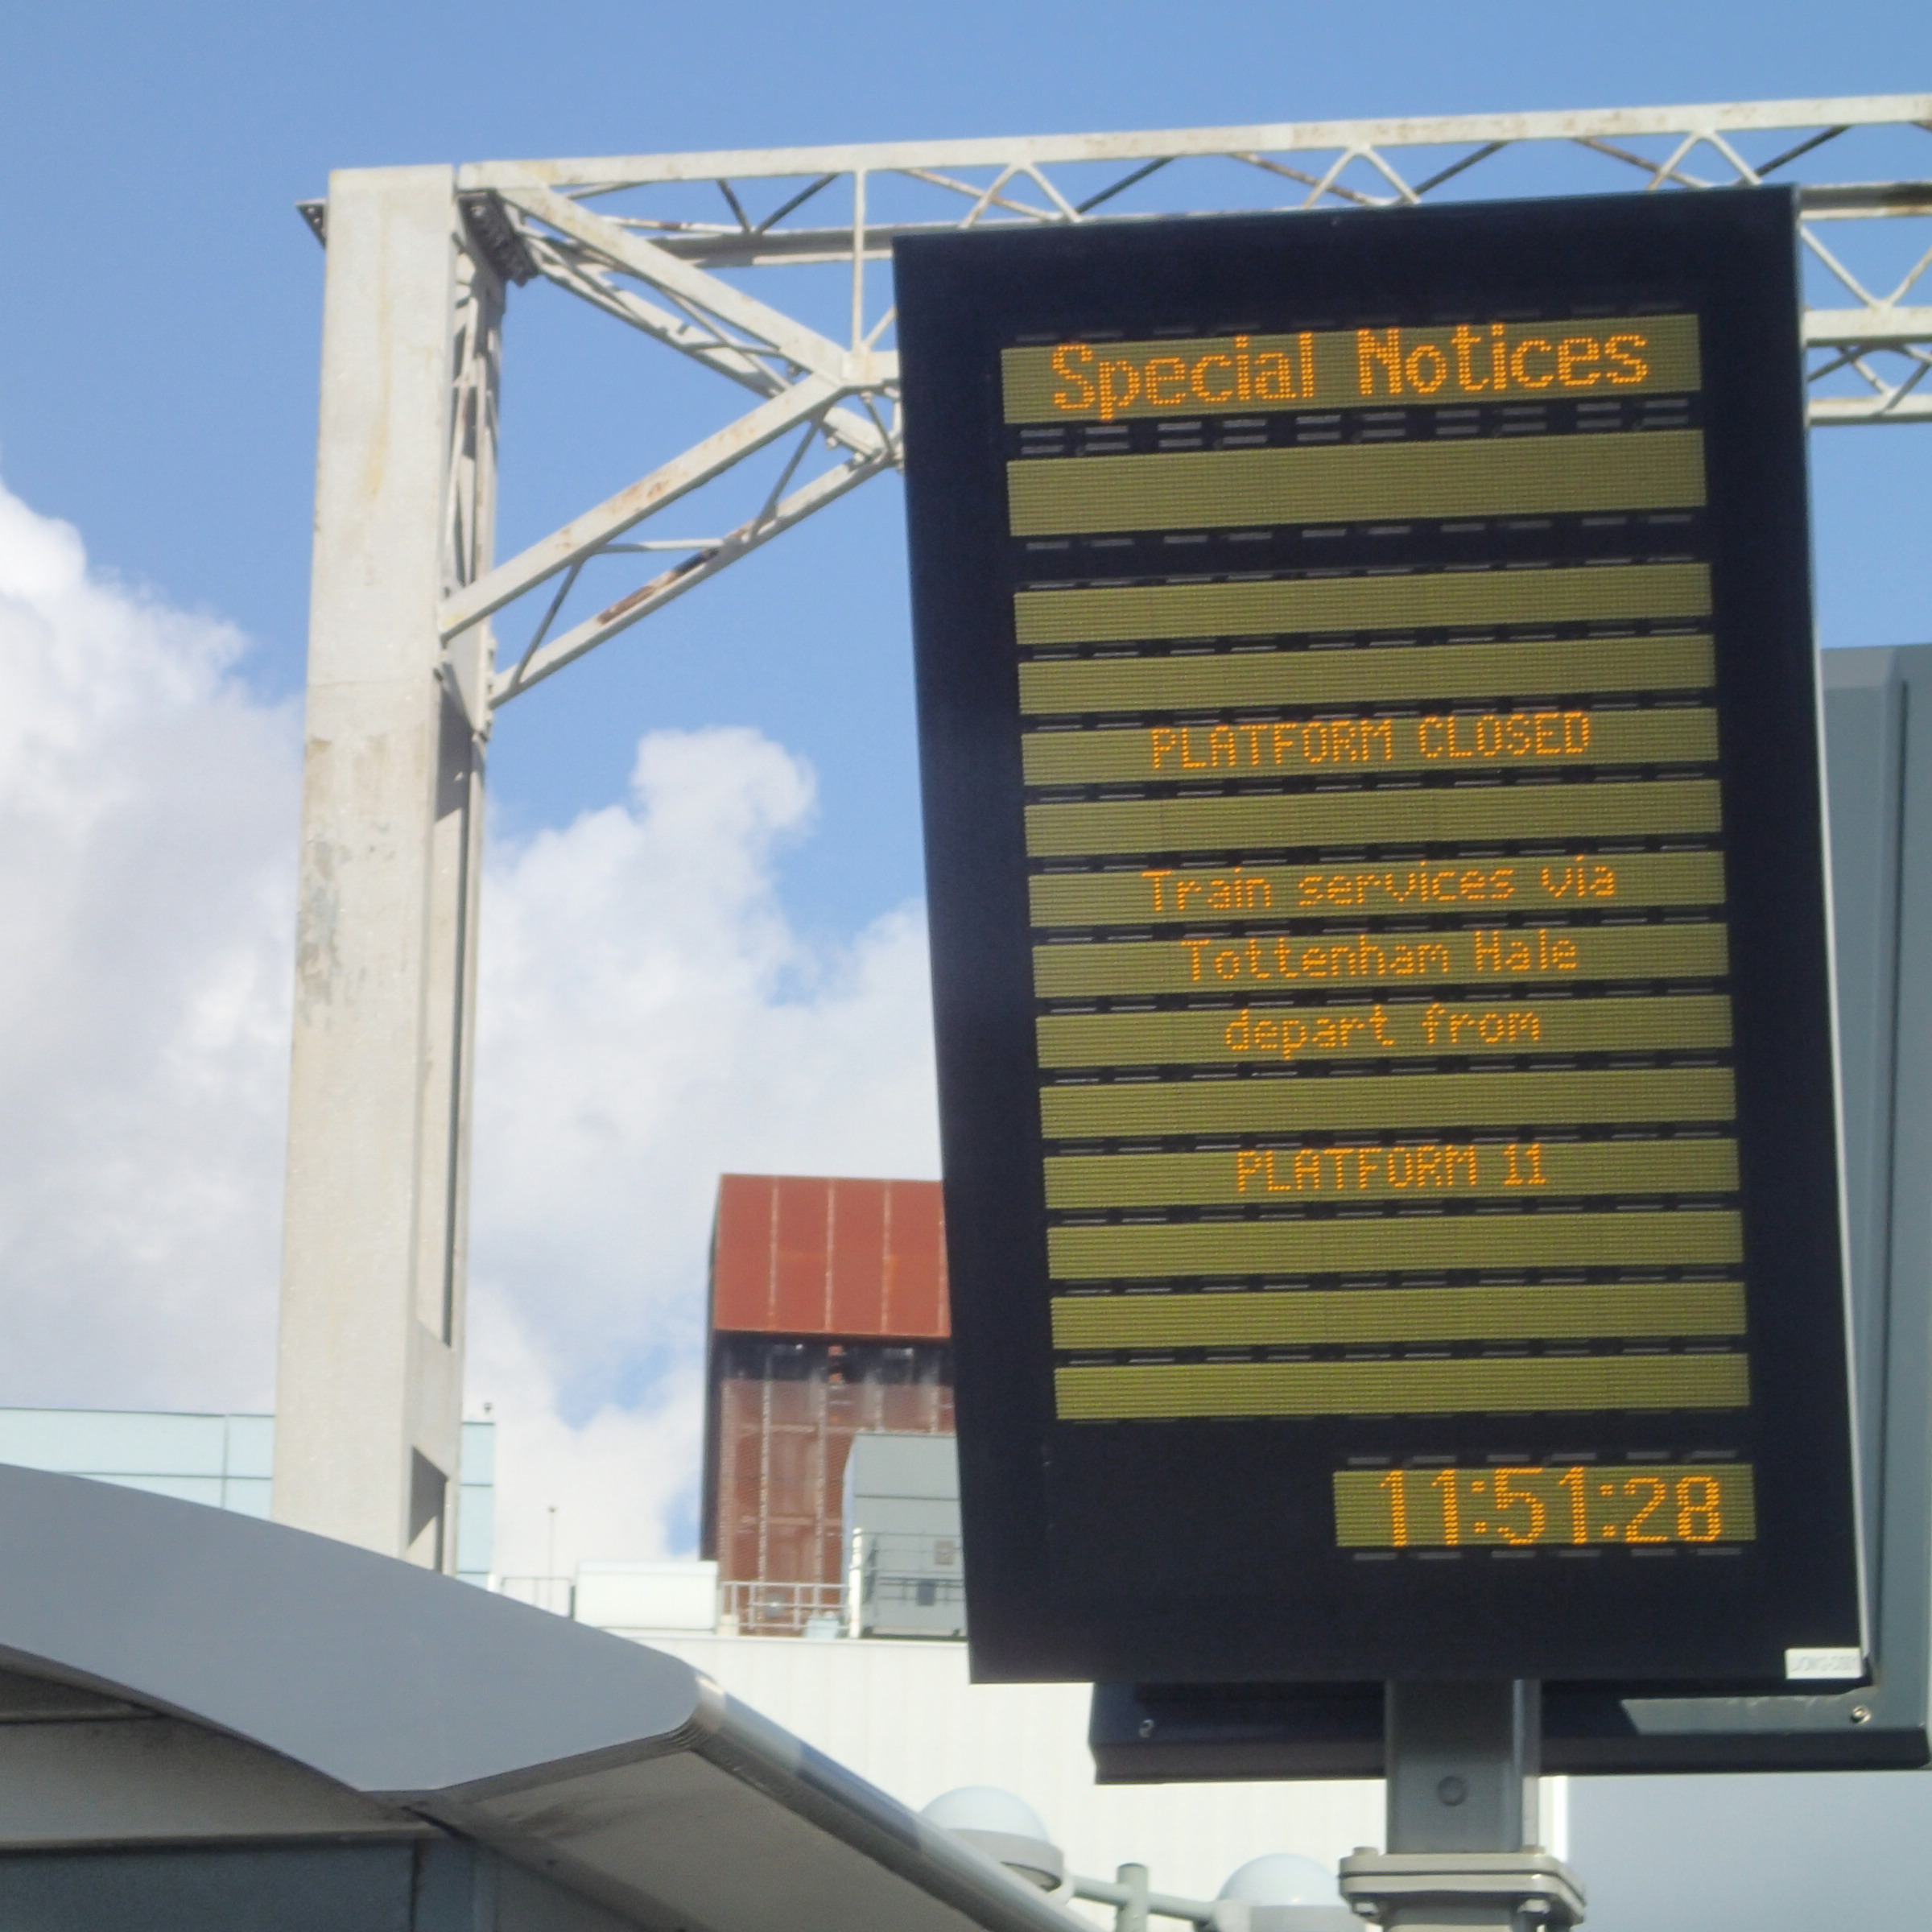 Special Notices
PLATFORM CLOSED
Train services via
Tottenham Hale
depart from
PLATFORM 11
11:51:28